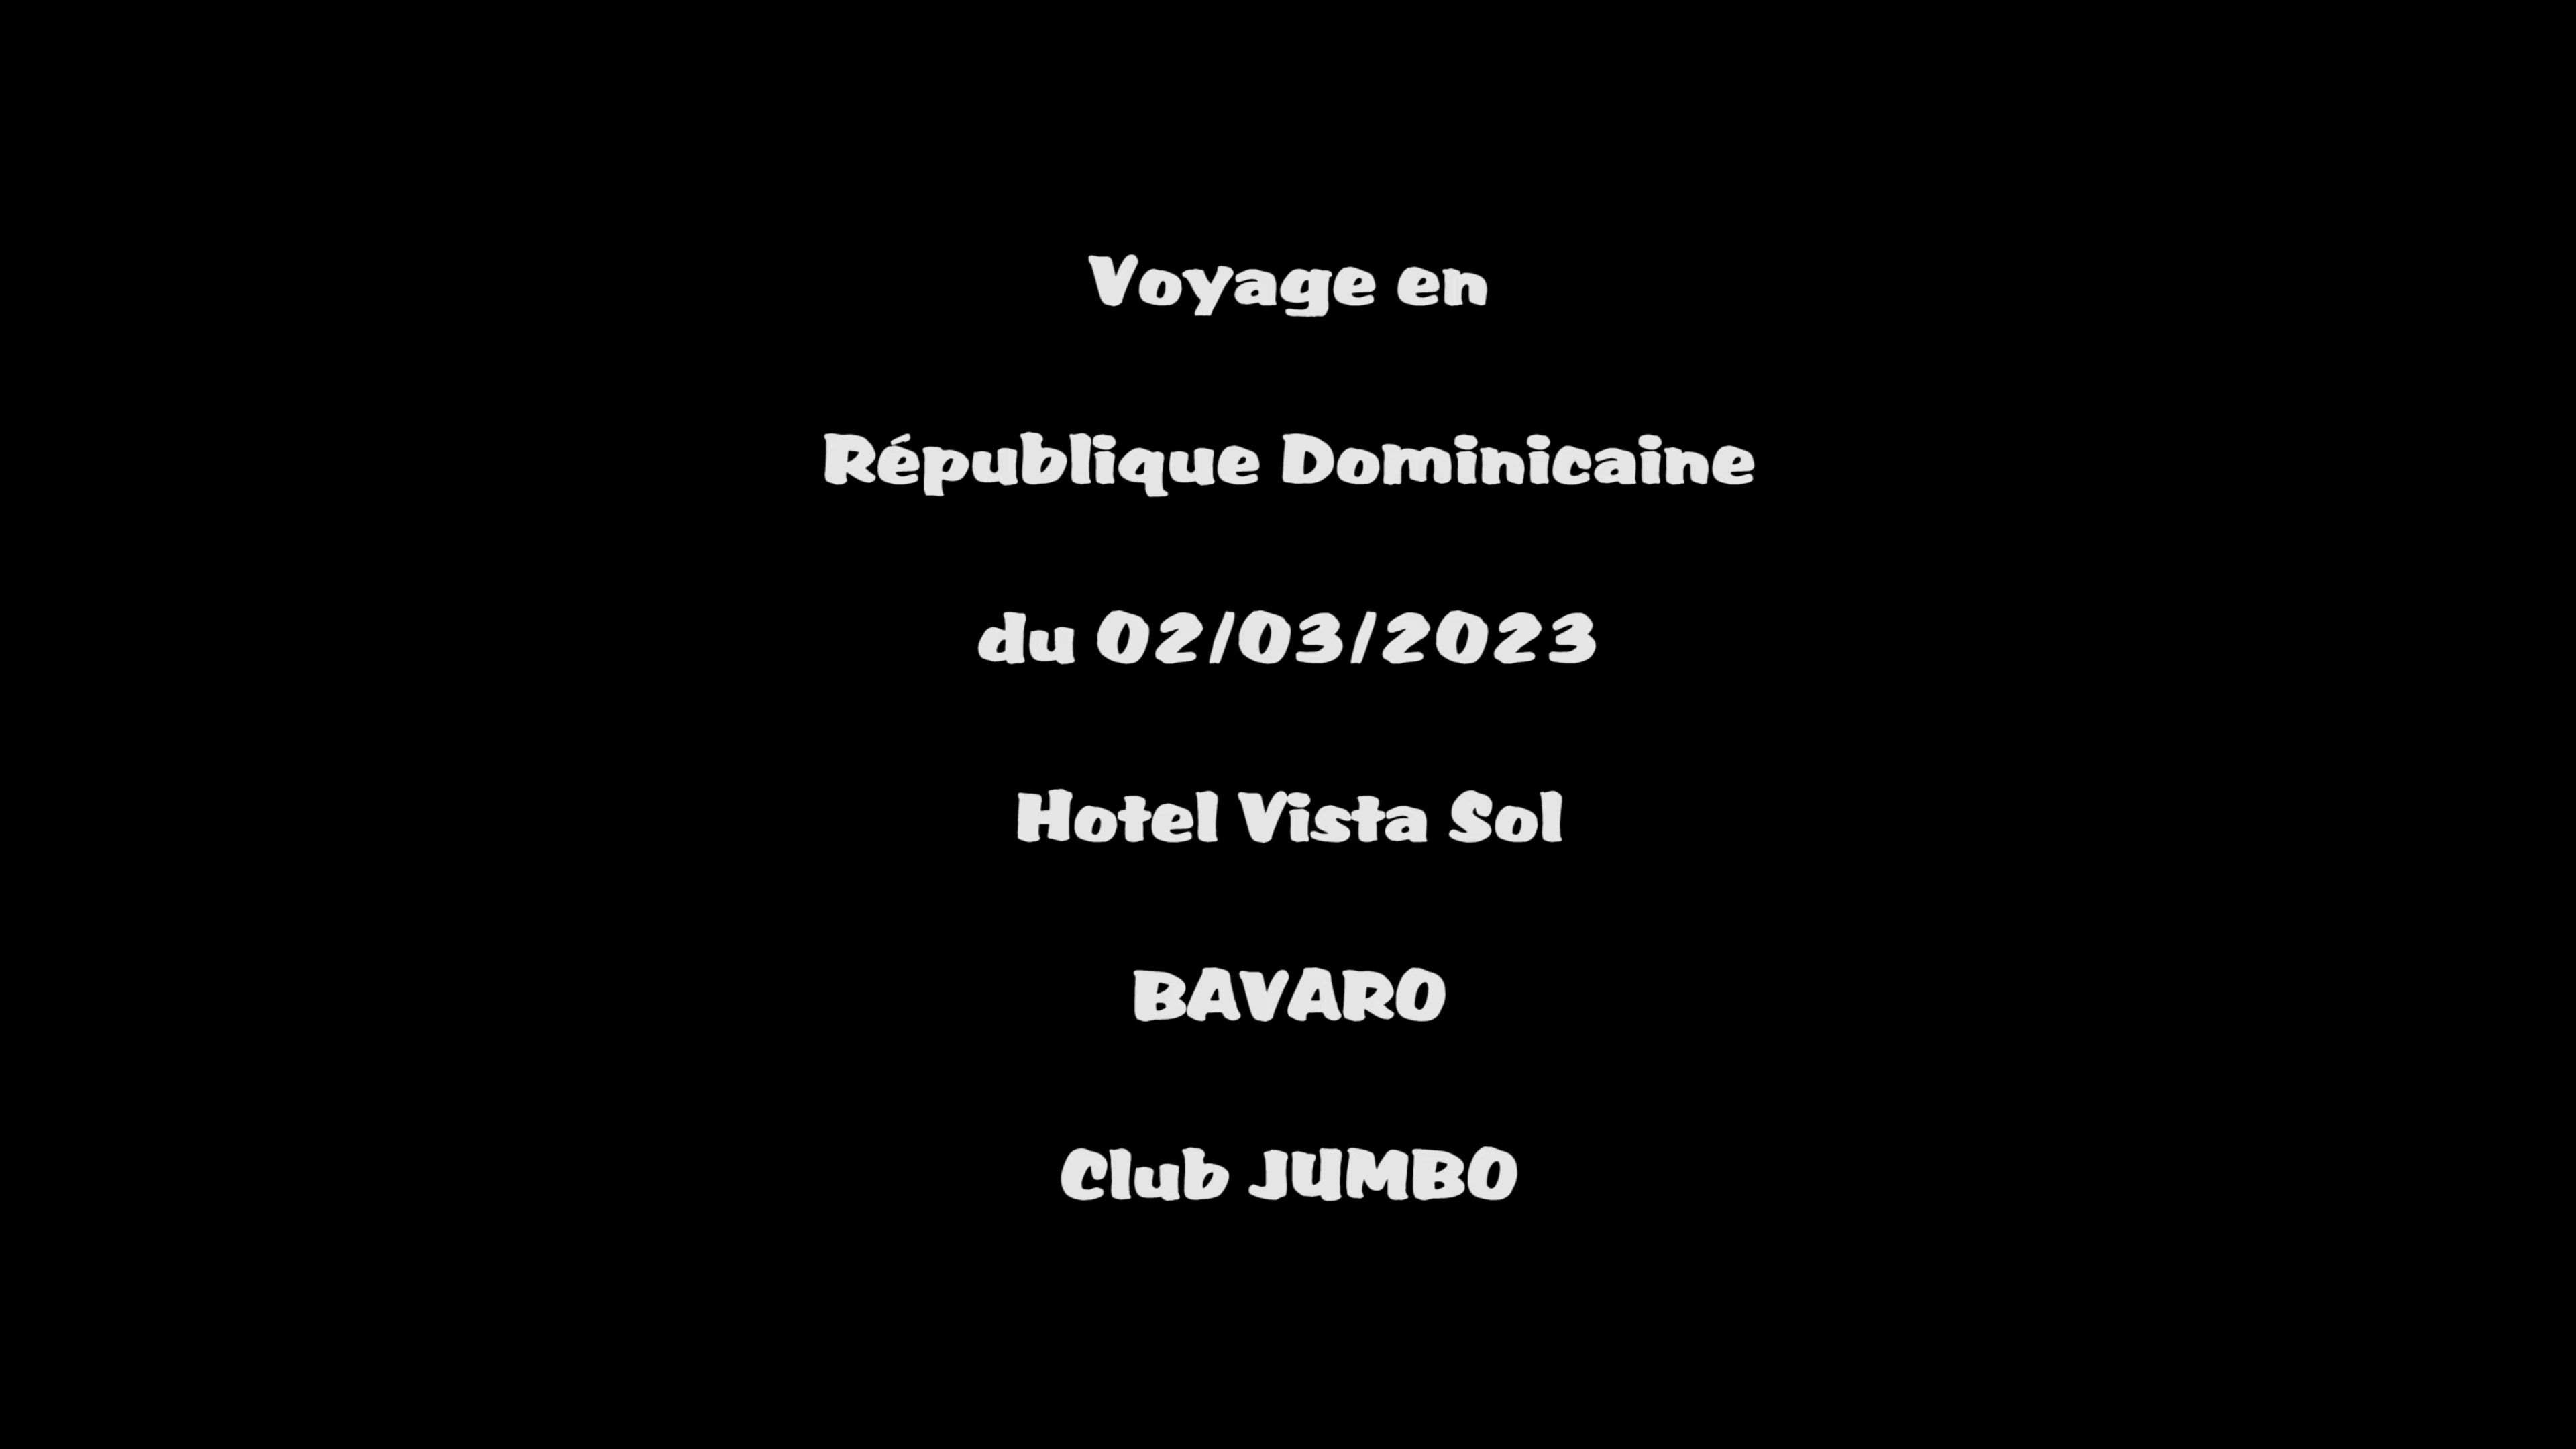 Voyage en
République Dominicaine
du 02/03/2023
Hotel Vista Sol
BAVARO
Club JUMBO